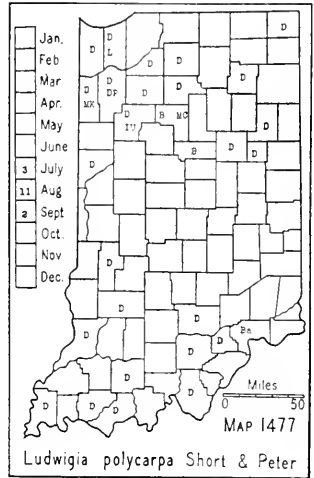 Jan.
Feb
Mar
Apr.
May
June
3 July
11 Aug
2 Sept
Oct.
Nov
Dec.
D
D D
L
D D
D D D D
DP
MK
D B MC
IU D
B D D
D
D
D
D D
D Bn
D D
D
D D D
D
Miles
0 50
MAP 1477
Ludwigia polycarpa Short & Peter